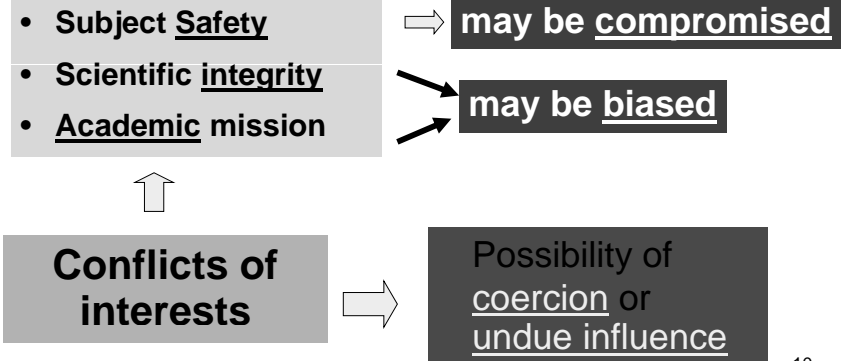 • Subject Safety
may be compromised
• Scientific integrity
• Academic mission
may be biased
Conflicts of
interests
Possibility of
coercion or
undue influence